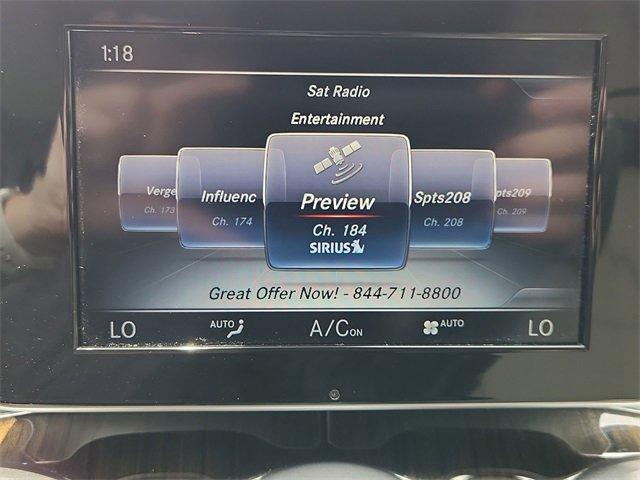 1:18
Sat Radio
Entertainment
Verge
Ch. 173
Influenc
Ch. 174
Preview
Ch. 184
SIRIUS
Spts208
Ch. 208
pts209
Ch. 209
Great Offer Now! - 844-711-8800
LO AUTO A/C ON AUTO LO